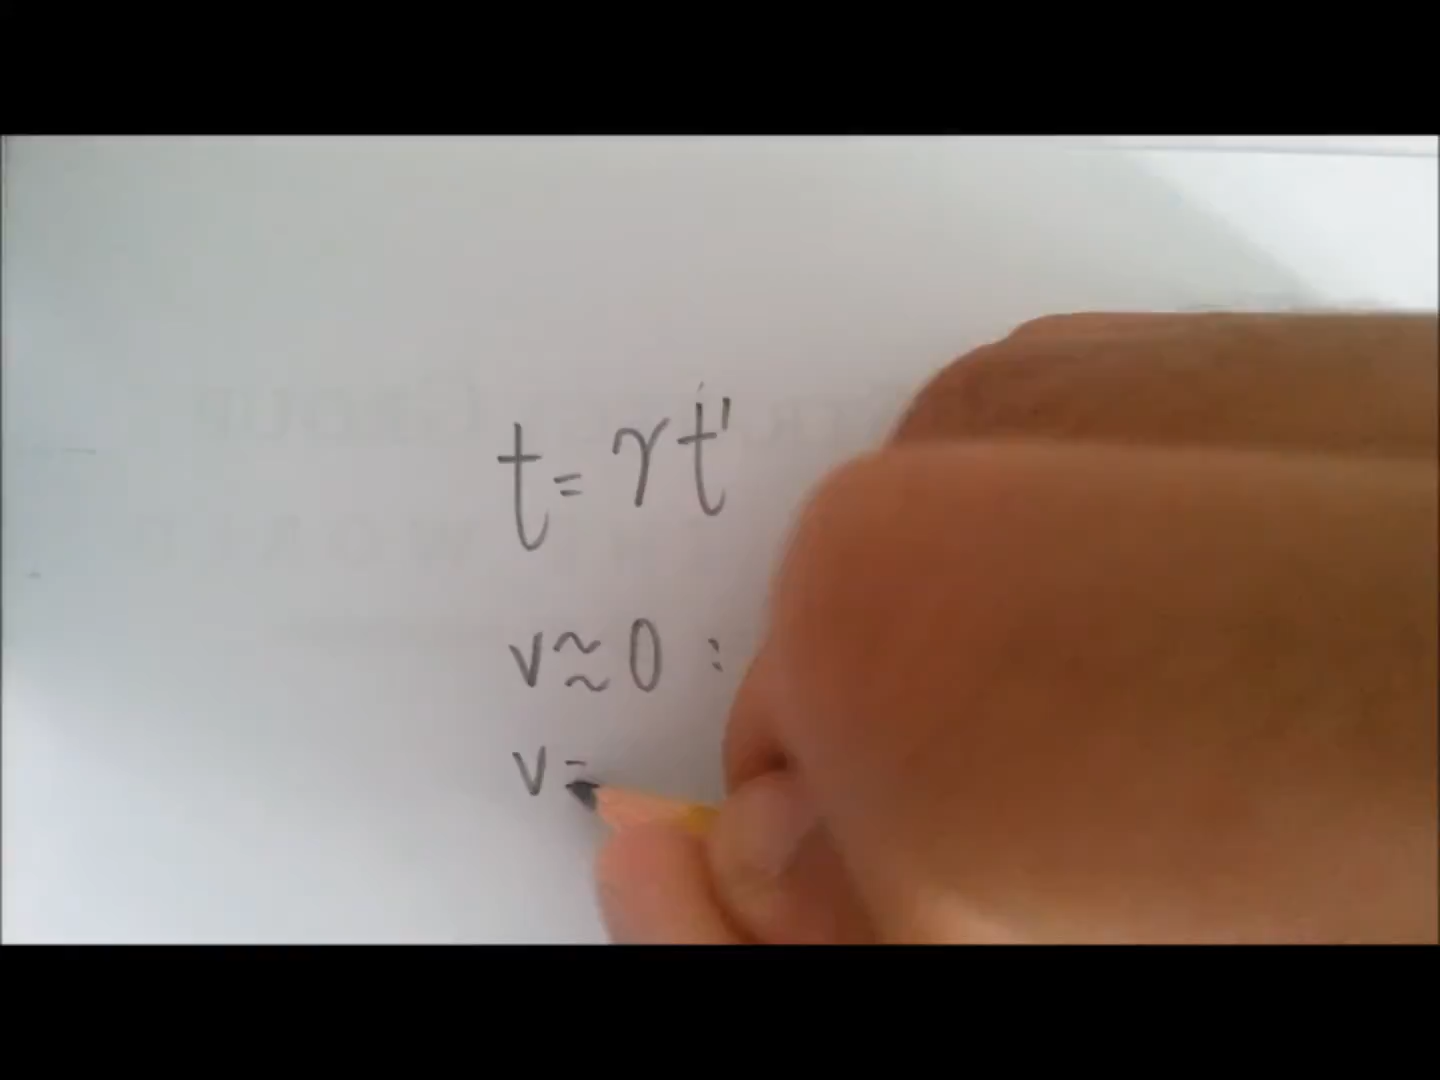 t = γt'
v ≈ 0 :
v =